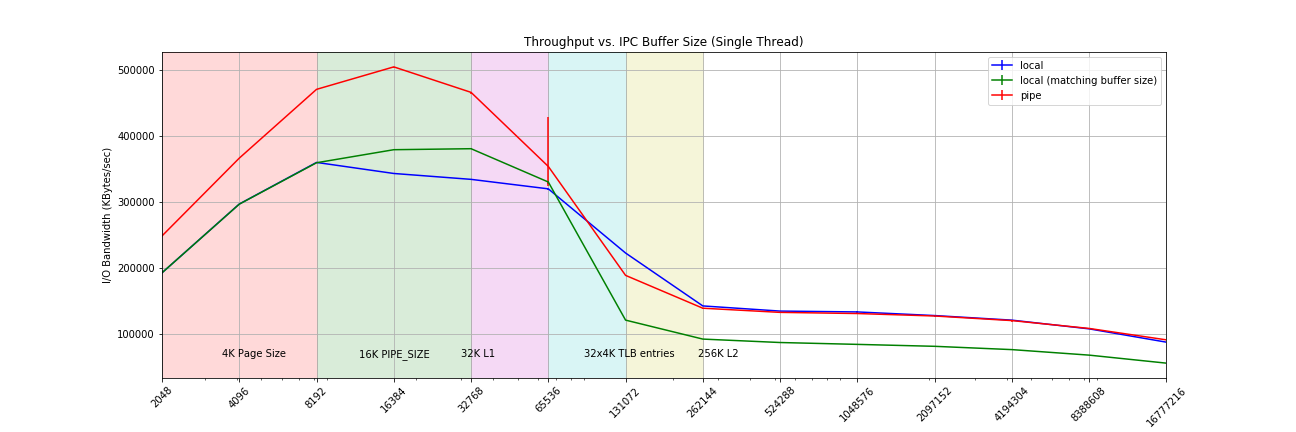 Throughput vs. IPC Buffer Size (Single Thread)
I/O Bandwidth (KBytes/sec)
500000
400000
300000
200000
100000
local
local (matching buffer size)
pipe
4K Page Size
16K PIPE_SIZE
32K L1
32x4K TLB entries
256K L2
2048
4096
8192
16384
32768
65536
131072
262144
524288
1048576
2097152
4194304
8388608
16777216